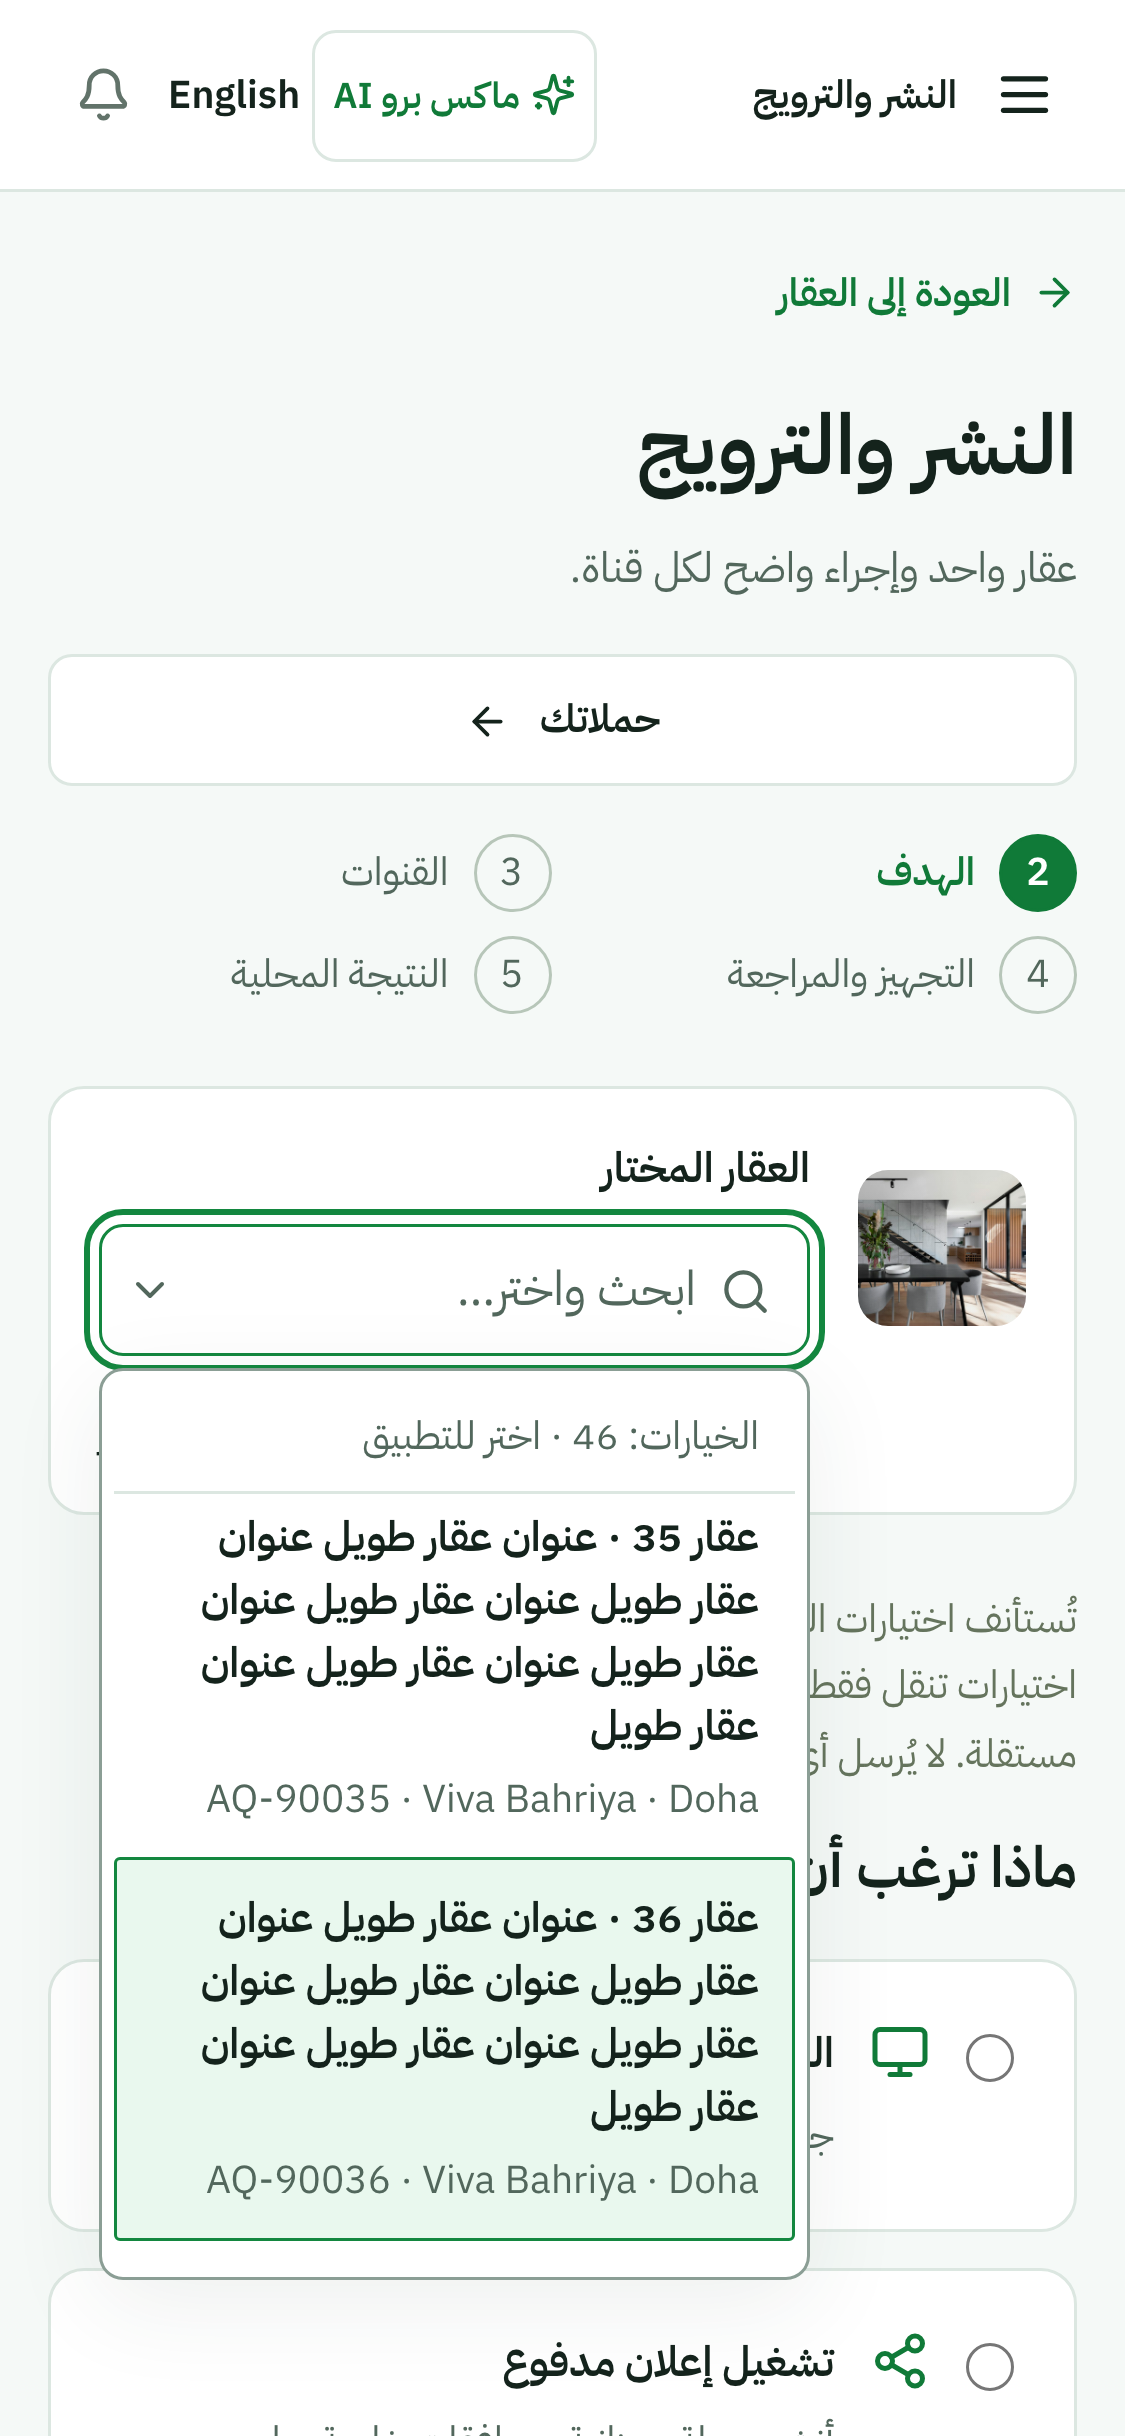 النشر والترويج
ماكس برو AI
English
العودة إلى العقار
النشر والترويج
عقار واحد وإجراء واضح لكل قناة.
حملاتك
2 الهدف
3 القنوات
4 التجهيز والمراجعة
5 النتيجة المحلية
العقار المختار
ابحث واختر...
الخيارات: 46 · اختر للتطبيق
عقار 35 · عنوان عقار طويل عنوان
عقار طويل عنوان عقار طويل عنوان
عقار طويل عنوان عقار طويل عنوان
عقار طويل
AQ-90035 · Viva Bahriya · Doha
عقار 36 · عنوان عقار طويل عنوان
عقار طويل عنوان عقار طويل عنوان
عقار طويل عنوان عقار طويل عنوان
عقار طويل
AQ-90036 · Viva Bahriya · Doha
تُستأنف اختيارات
اختيارات تنقل فقط
مستقلة. لا يُرسل
ماذا ترغب
تشغيل إعلان مدفوع